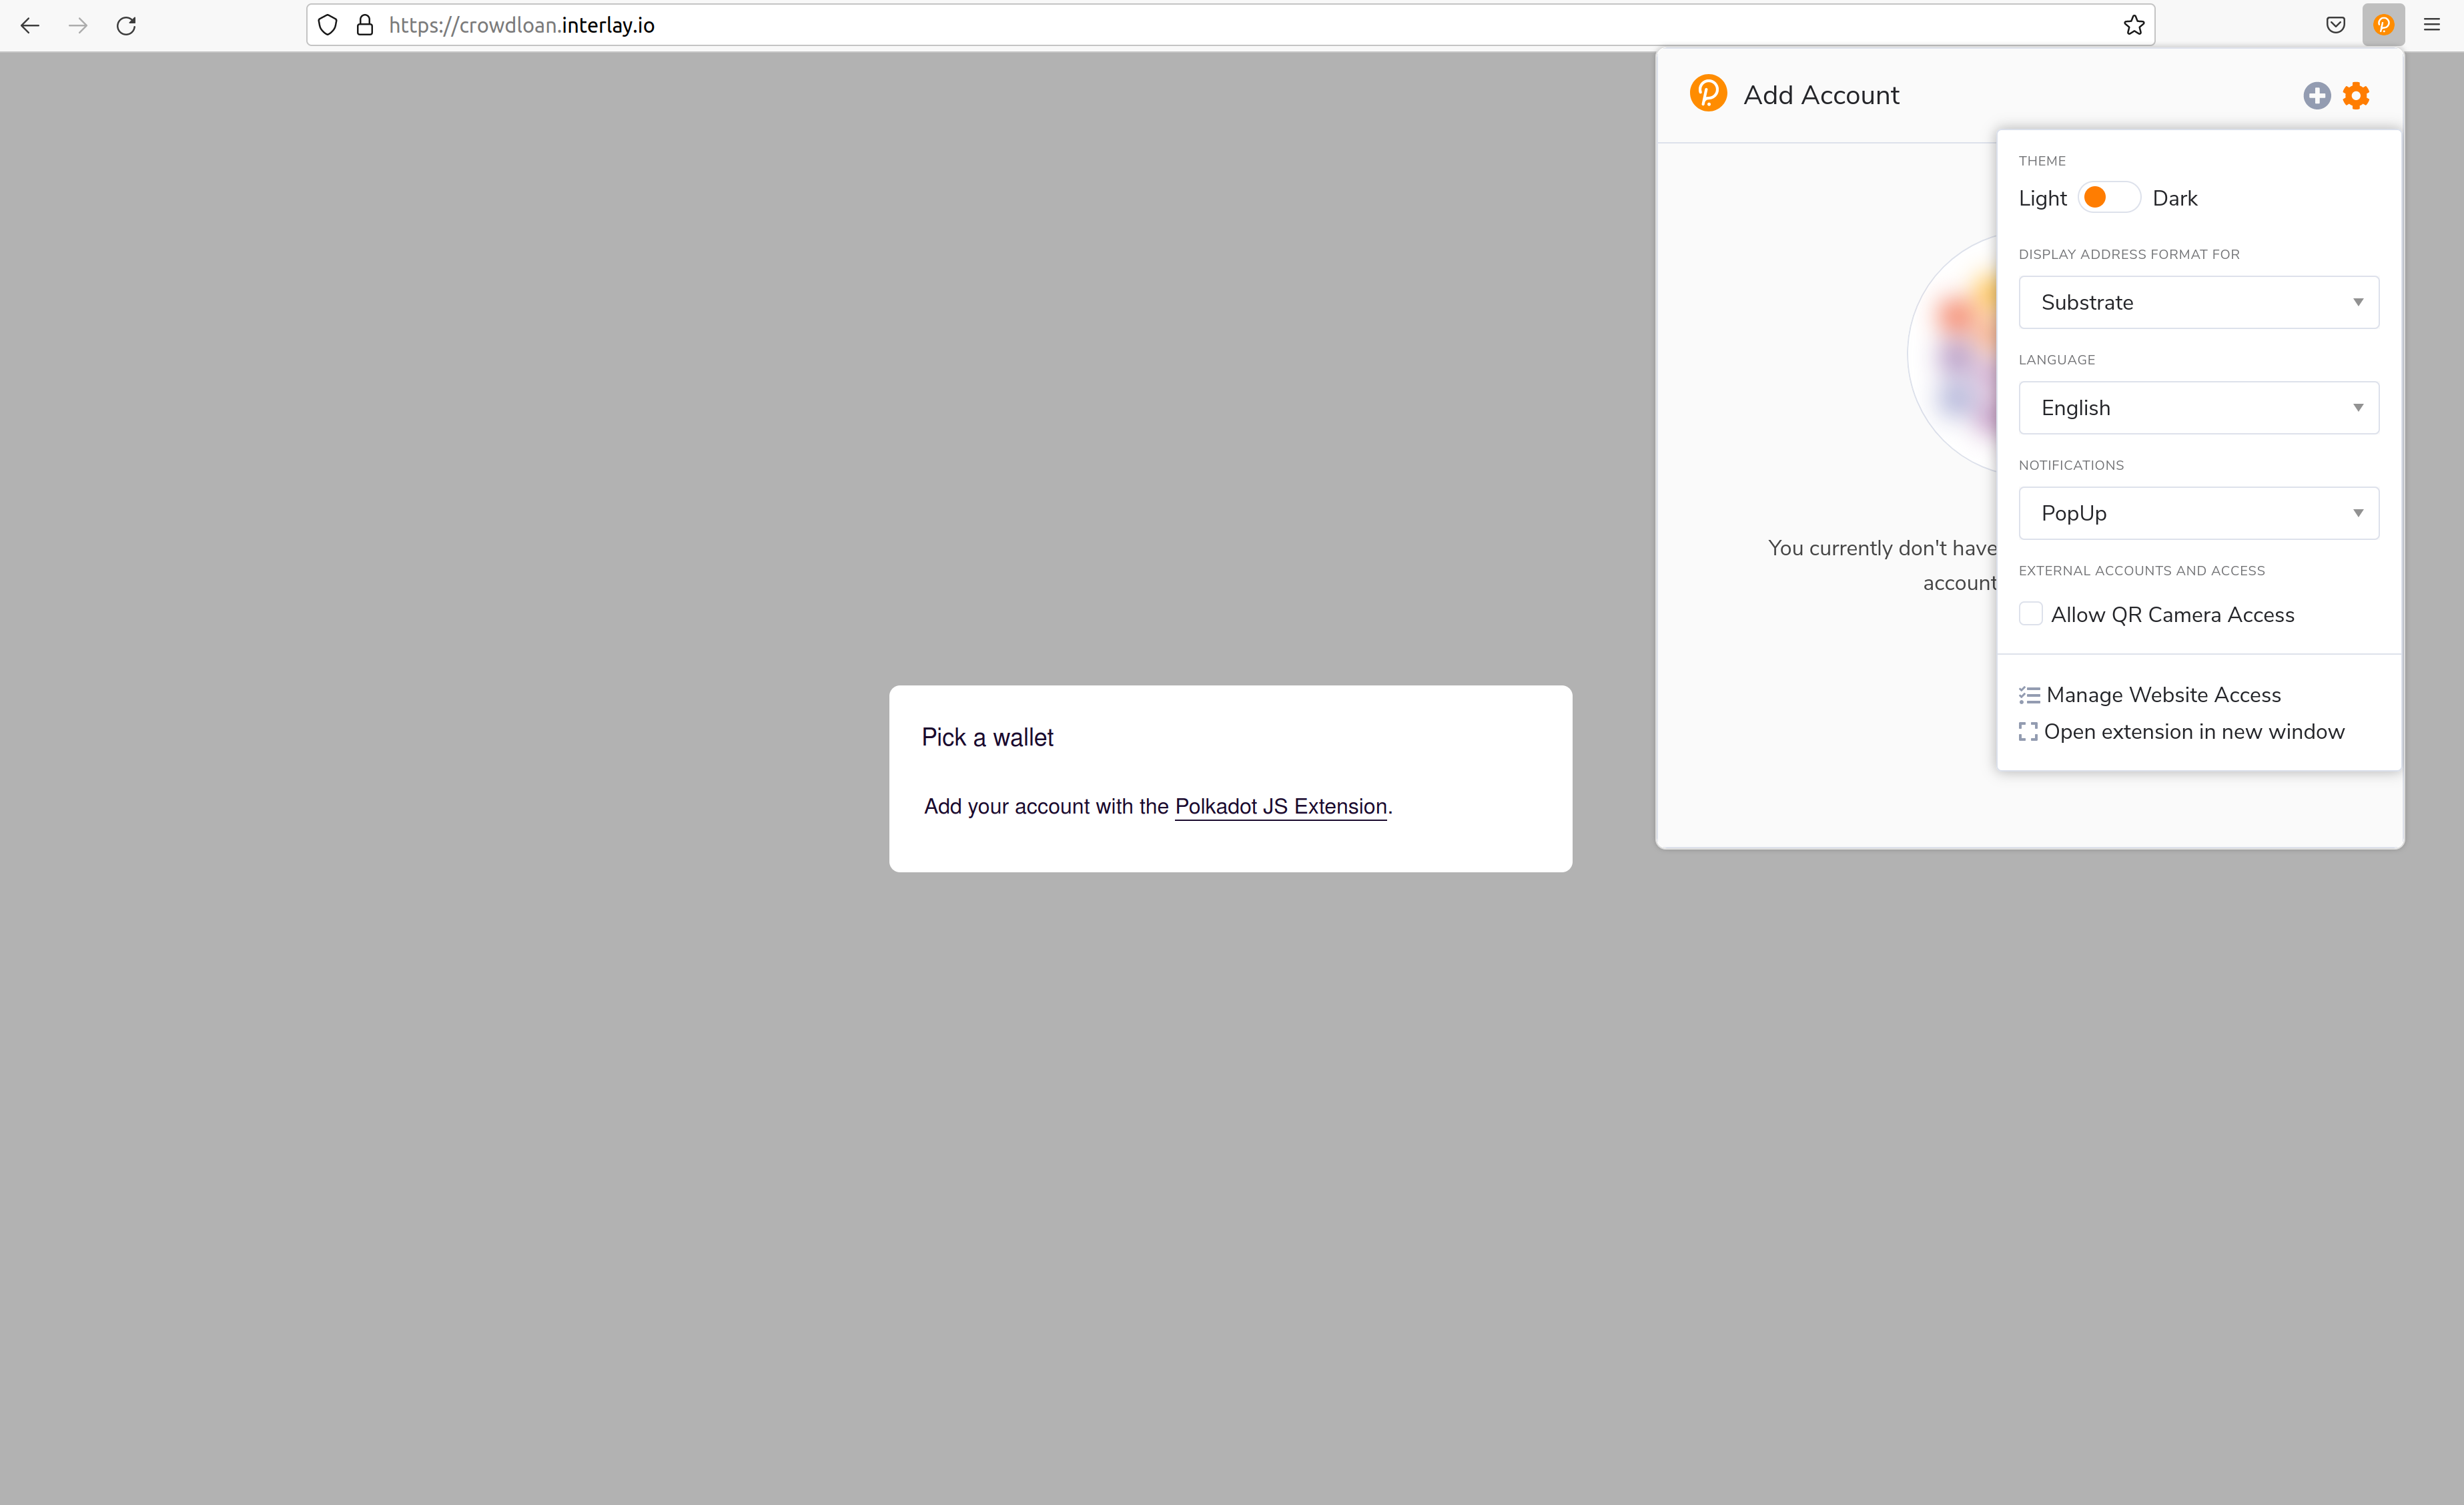 https://crowdloan.interlay.io
Add Account
THEME
Light Dark
DISPLAY ADDRESS FORMAT FOR
Substrate
LANGUAGE
English
NOTIFICATIONS
PopUp
EXTERNAL ACCOUNTS AND ACCESS
Allow QR Camera Access
Manage Website Access
Open extension in new window
You currently don't have
account
Pick a wallet
Add your account with the Polkadot JS Extension.